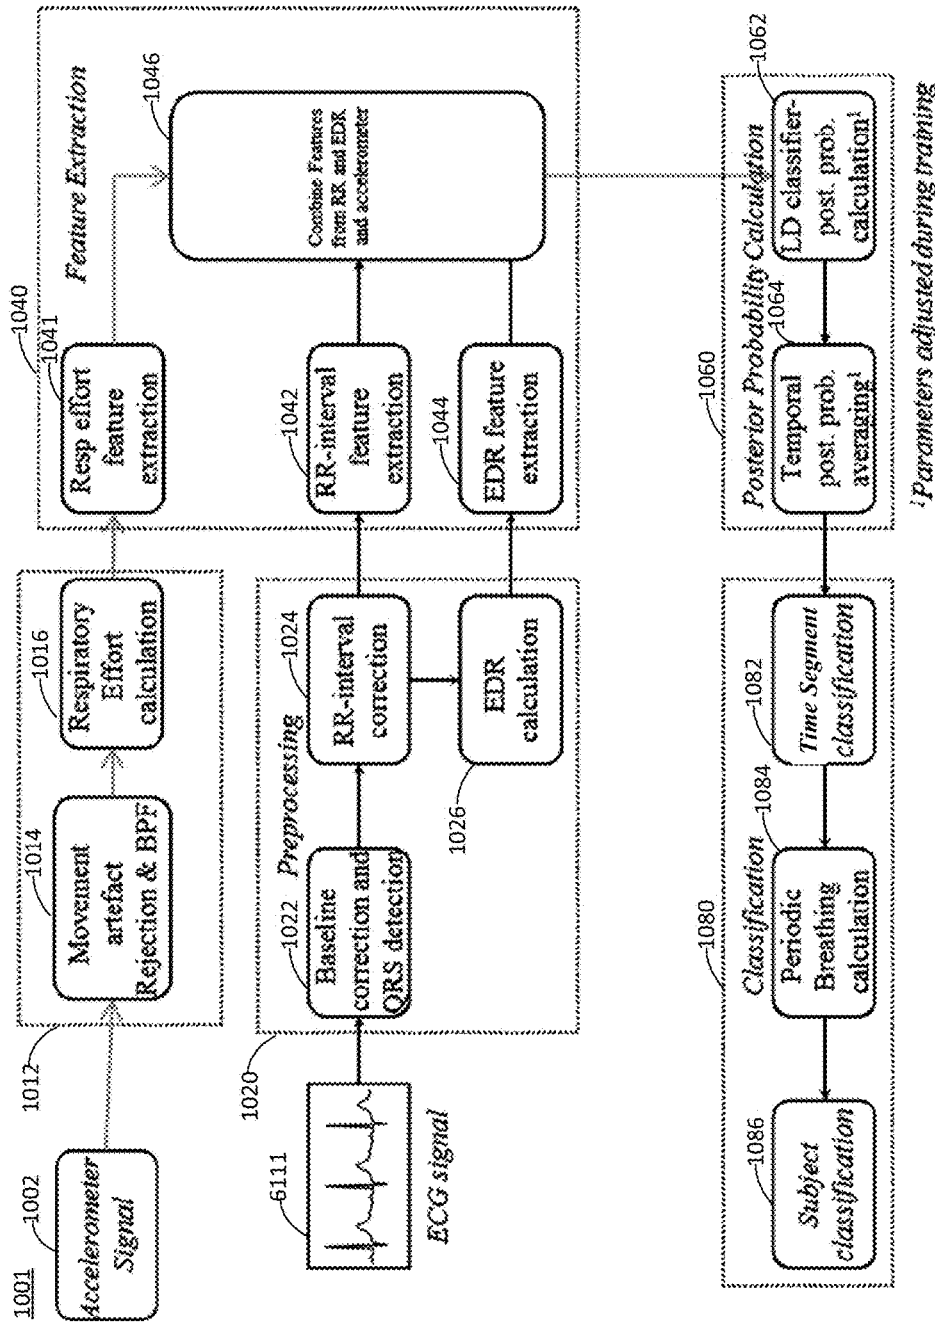 1001
1002
Accelerometer
Signal
1012
1014
Movement
artefact
Rejection & BPF
1016
Respiratory
Effort
calculation
1040
1041
Resp effort
feature
extraction
Feature Extraction
1046
Combine Features
from RR and EDR
and accelerometer
6111
ECG signal
1020
Preprocessing
1022
Baseline
correction and
QRS detection
1024
RR-interval
correction
1026
EDR
calculation
1042
RR-interval
feature
extraction
1044
EDR feature
extraction
1080
Classification
1086
Subject
classification
1084
Periodic
Breathing
calculation
1082
Time Segment
classification
1060
Posterior Probability Calculation
1064
Temporal
post. prob.
averaging¹
1062
LD classifier-
post. prob.
calculation¹
¹Parameters adjusted during training